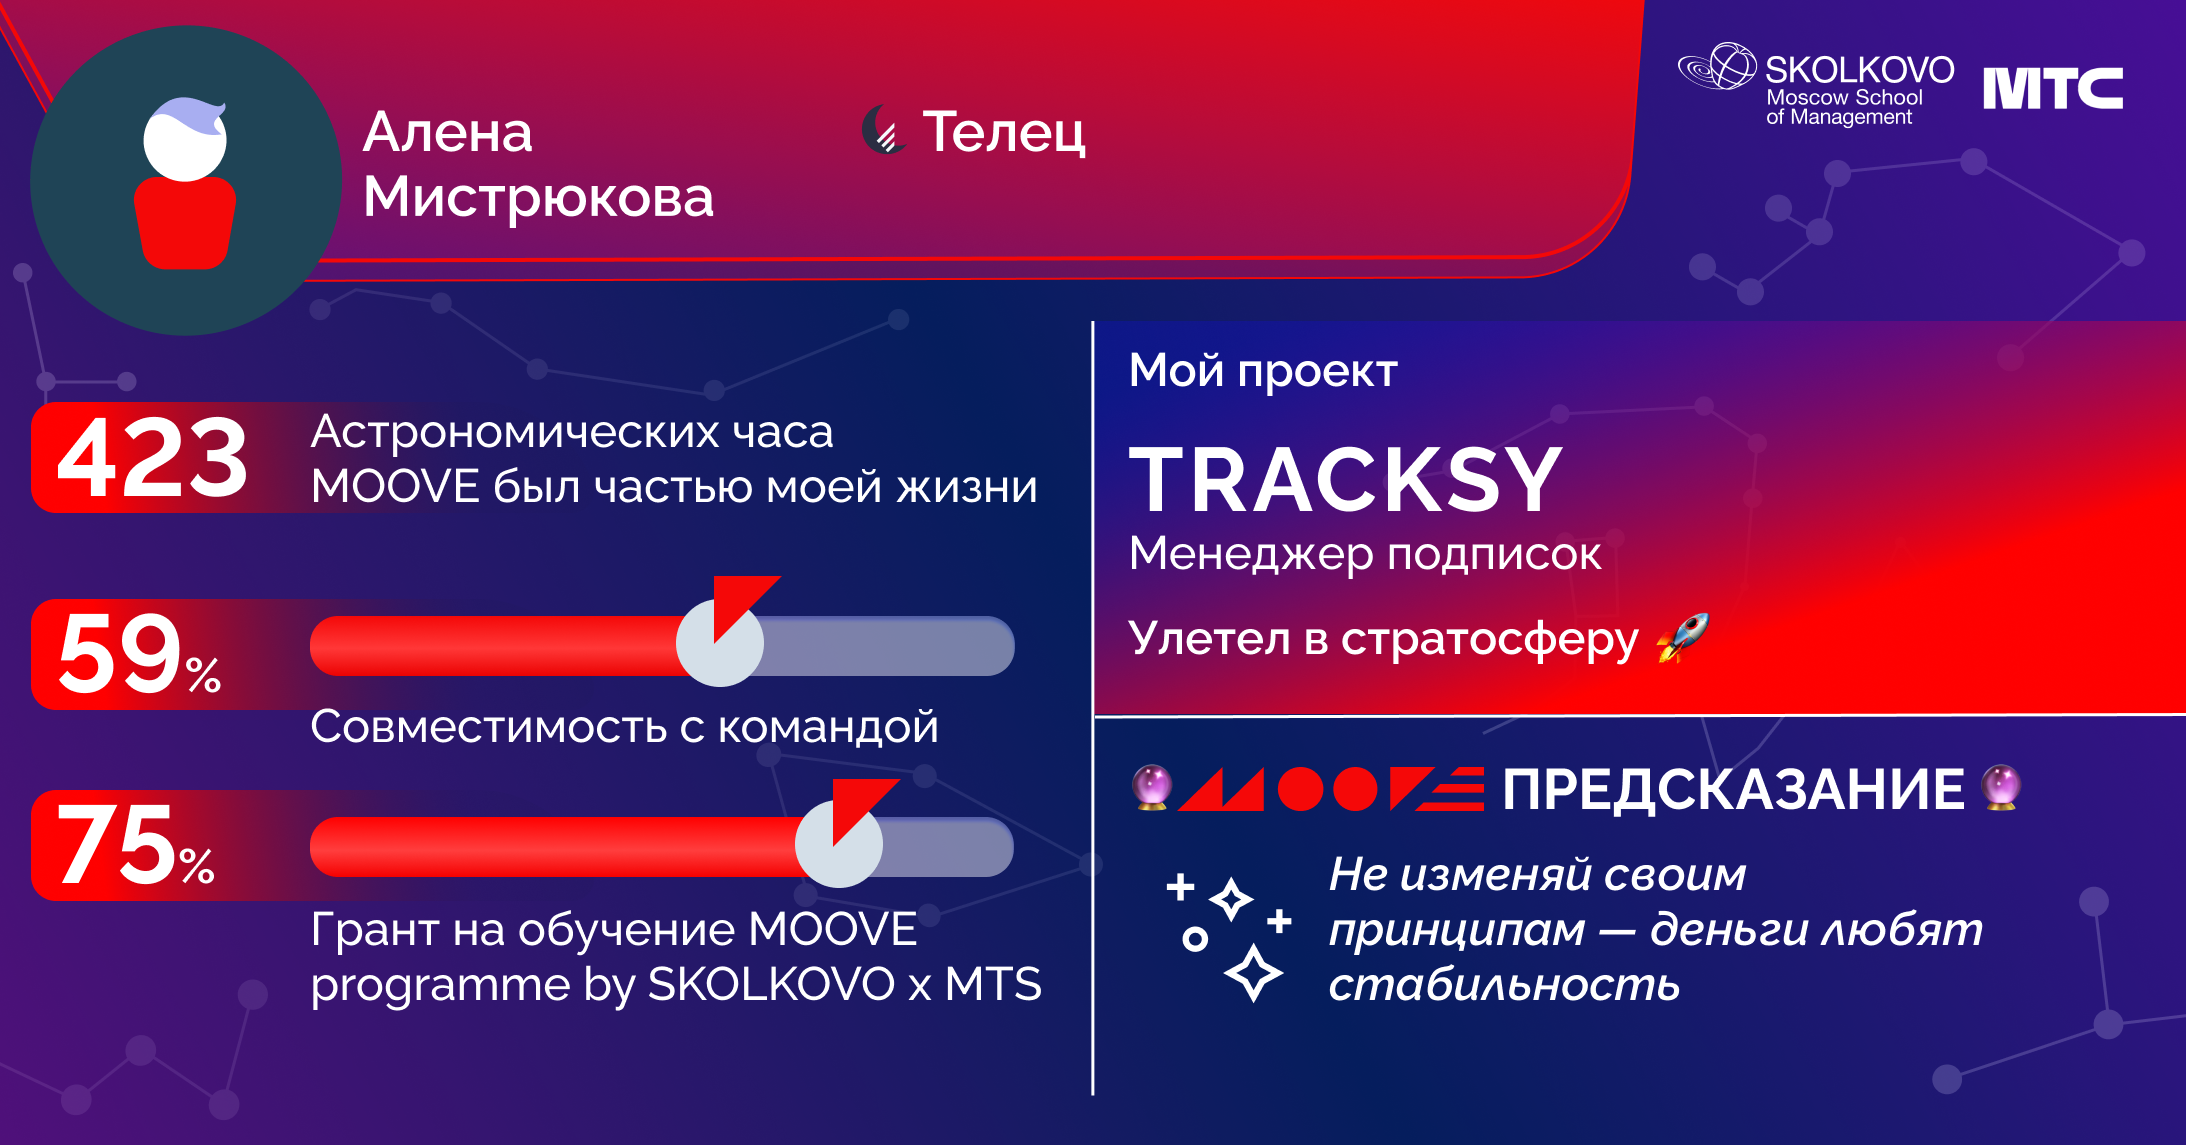 Алена
Мистрюкова
Телец
SKOLKOVO
Moscow School
of Management
МТС
423
Астрономических часа
MOOVE был частью моей жизни
59%
Совместимость с командой
75%
Грант на обучение MOOVE
programme by SKOLKOVO x MTS
Мой проект
TRACKSY
Менеджер подписок
Улетел в стратосферу 🚀
🔮 MOOVE ПРЕДСКАЗАНИЕ 🔮
Не изменяй своим
принципам — деньги любят
стабильность